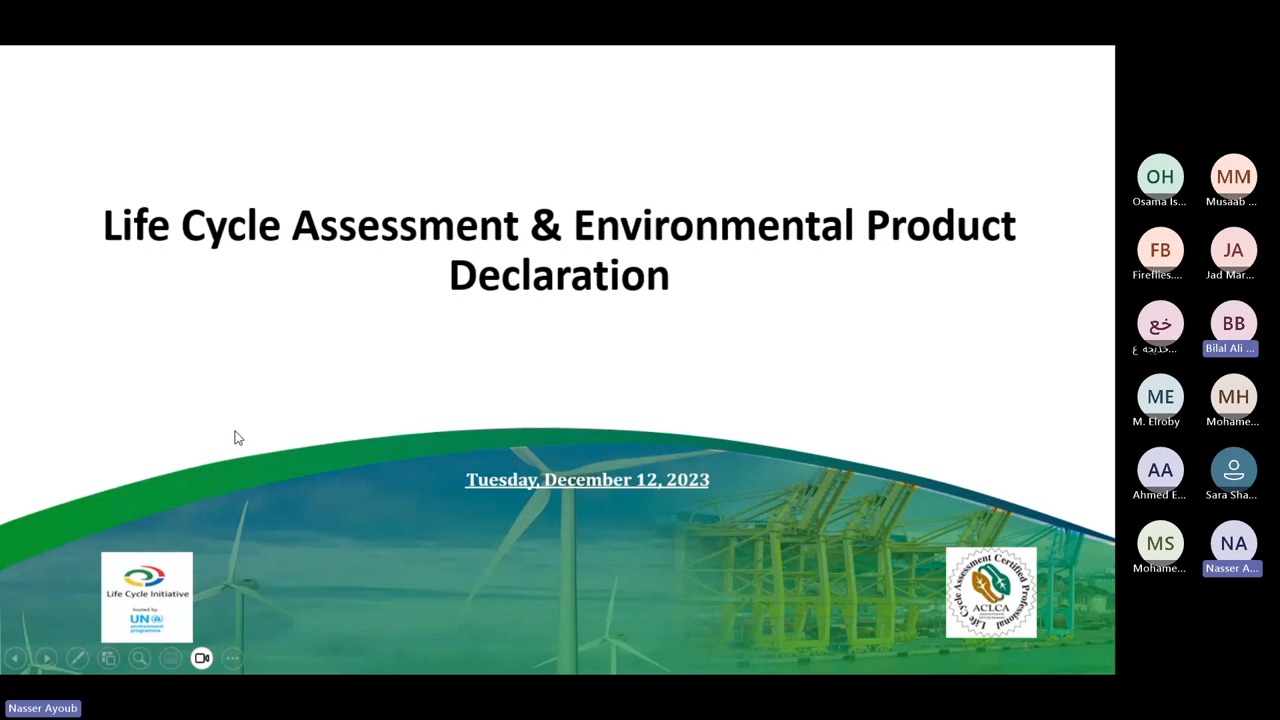 Life Cycle Assessment & Environmental Product
Declaration
Tuesday, December 12, 2023
Life Cycle Initiative
hosted by
UN
environment
programme
Life Cycle Assessment Certified Professional
ACLCA
OH
Osama Is...
MM
Musaab ...
FB
Fireflies....
JA
Jad Mar...
خع
خديجه ع...
BB
Bilal Ali ...
ME
M. Elroby
MH
Mohame...
AA
Ahmed E...
Sara Sha...
MS
Mohame...
NA
Nasser A...
Nasser Ayoub